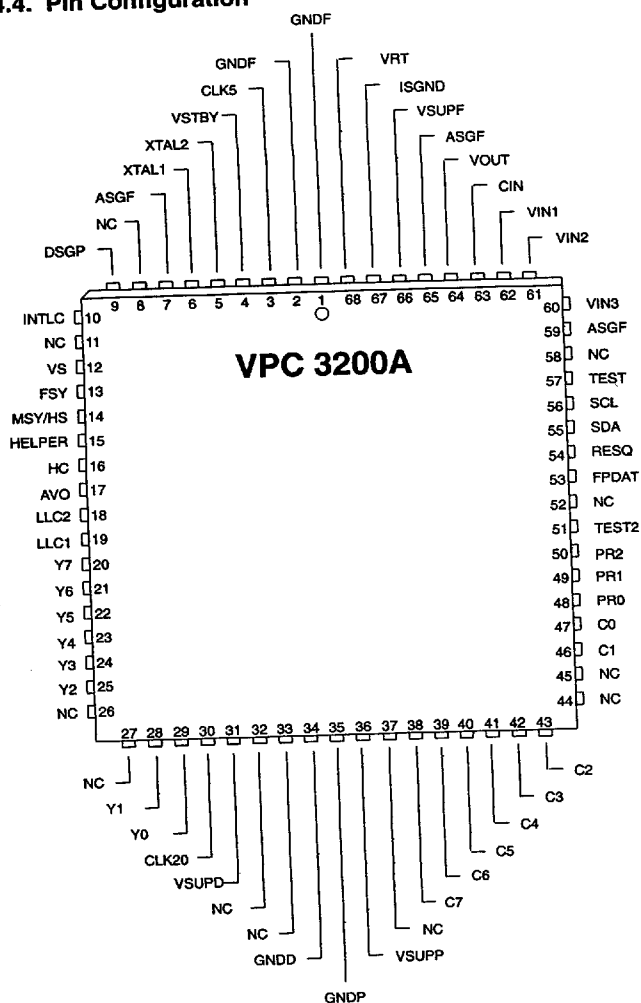 4.4. Pin Configuration
GNDF
GNDF
VRT
CLK5
ISGND
VSTBY
VSUPF
XTAL2
ASGF
XTAL1
VOUT
ASGF
CIN
NC
VIN1
DSGP
VIN2
9 8 7 6 5 4 3 2 1 68 67 66 65 64 63 62 61
INTLC 10
60 VIN3
NC 11
59 ASGF
VS 12
58 NC
VPC 3200A
FSY 13
57 TEST
MSY/HS 14
56 SCL
HELPER 15
55 SDA
HC 16
54 RESQ
AVO 17
53 FPDAT
LLC2 18
52 NC
LLC1 19
51 TEST2
Y7 20
50 PR2
Y6 21
49 PR1
Y5 22
48 PR0
Y4 23
47 C0
Y3 24
46 C1
Y2 25
45 NC
NC 26
44 NC
27 28 29 30 31 32 33 34 35 36 37 38 39 40 41 42 43
NC
C2
Y1
C3
Y0
C4
CLK20
C5
VSUPD
C6
NC
C7
NC
NC
GNDD
VSUPP
GNDP